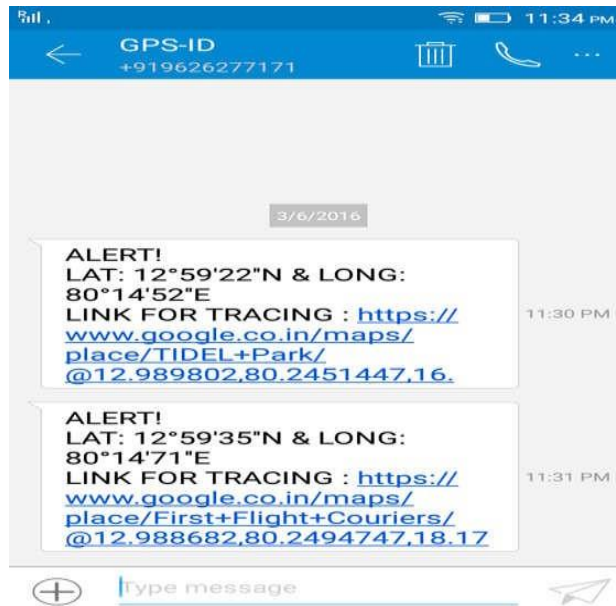 11:34 PM
GPS-ID
+919626277171
3/6/2016
ALERT!
LAT: 12°59'22"N & LONG:
80°14'52"E
LINK FOR TRACING : https://
www.google.co.in/maps/
place/TIDEL+Park/
@12.989802,80.2451447,16.
11:30 PM
ALERT!
LAT: 12°59'35"N & LONG:
80°14'71"E
LINK FOR TRACING : https://
www.google.co.in/maps/
place/First+Flight+Couriers/
@12.988682,80.2494747,18.17
11:31 PM
Type message